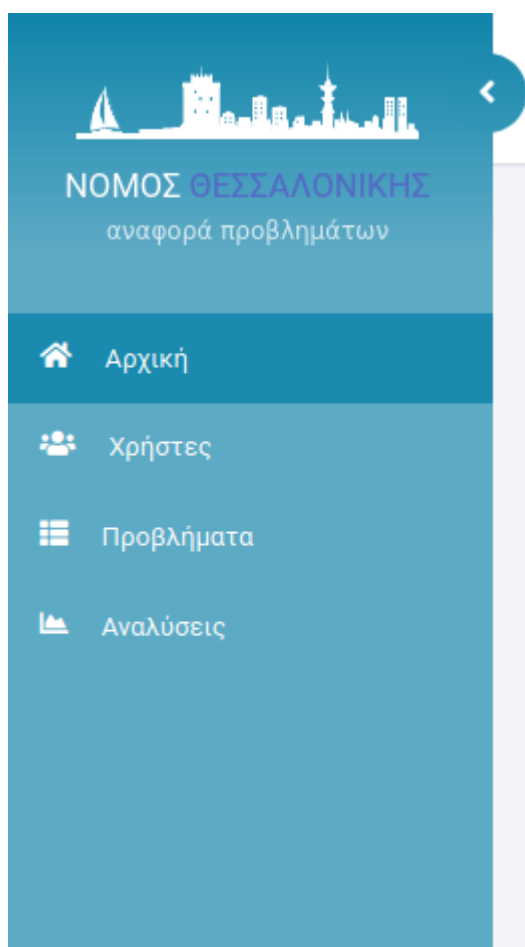 ΝΟΜΟΣ ΘΕΣΣΑΛΟΝΙΚΗΣ
αναφορά προβλημάτων
Αρχική
Χρήστες
Προβλήματα
Αναλύσεις